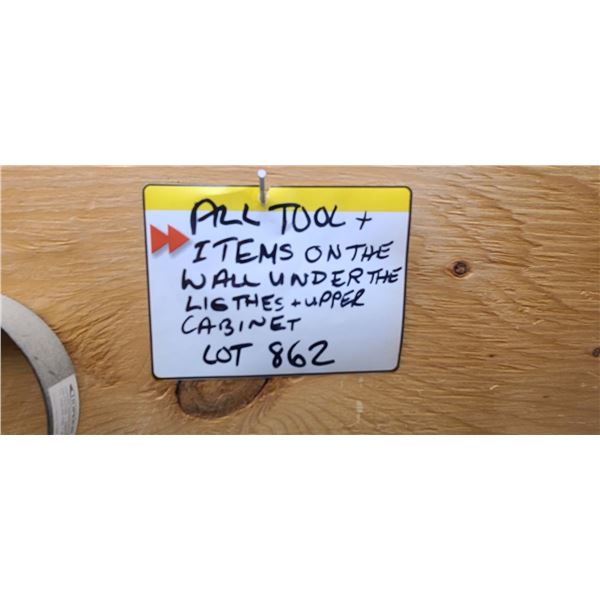 ALL TOOL +
ITEMS ON THE
WALL UNDER THE
LIGTHES + UPPER
CABINET
LOT 862